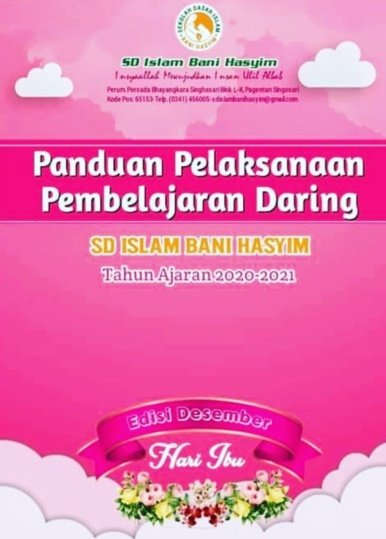 SEKOLAH DASAR ISLAM
BANI HASYIM
SD Islam Bani Hasyim
Insyaallah Mewujudkan Insan Ulil Albab
Perum. Persada Bhayangkara Singhasari Blok L-K, Pagentan Singosari
Kode Pos: 65153-Telp. (0341) 456005-sdislambanihasyim@gmail.com
Panduan Pelaksanaan
Pembelajaran Daring
SD ISLAM BANI HASYIM
Tahun Ajaran 2020-2021
Edisi Desember
Hari Ibu